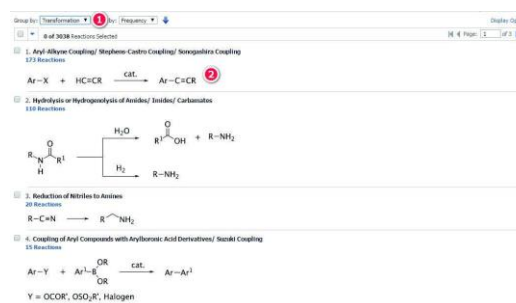 Group by: Transformation 1 by: Frequency Display Op
0 of 3038 Reactions Selected Page: 1 of 3
1. Aryl-Alkyne Coupling/ Stephens-Castro Coupling/ Sonogashira Coupling
173 Reactions
Ar-X + HC≡CR cat. Ar-C≡CR 2
2. Hydrolysis or Hydrogenolysis of Amides/ Imides/ Carbamates
110 Reactions
H2O O R1 OH + R-NH2
R N H O R1
H2 R-NH2
3. Reduction of Nitriles to Amines
20 Reactions
R-C≡N R NH2
4. Coupling of Aryl Compounds with Arylboronic Acid Derivatives/ Suzuki Coupling
15 Reactions
Ar-Y + Ar1-B OR OR cat. Ar-Ar1
Y = OCOR', OSO2R', Halogen